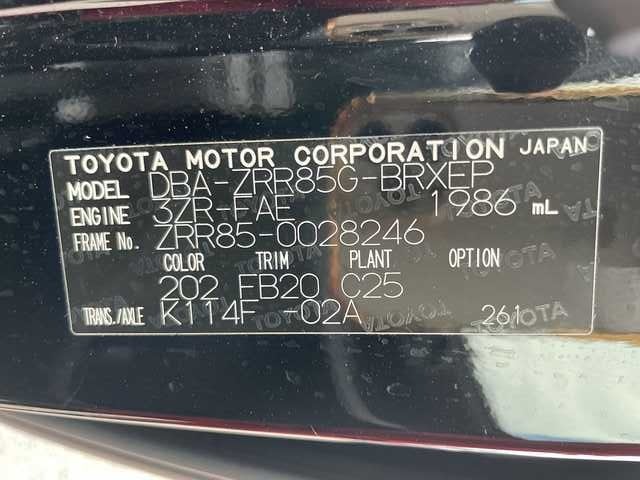 TOYOTA MOTOR CORPORATION JAPAN
MODEL DBA-ZRR85G-BRXEP
ENGINE 3ZR-FAE 1986 mL
FRAME No. ZRR85-0028246
COLOR TRIM PLANT OPTION
202 FB20 C25
TRANS./AXLE K114F -02A 261